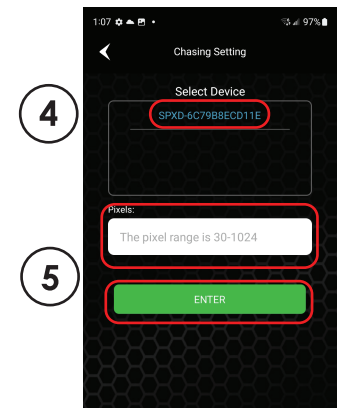 1:07
97%
Chasing Setting
4
Select Device
SPXD-6C79B8ECD11E
Pixels:
The pixel range is 30-1024
5
ENTER